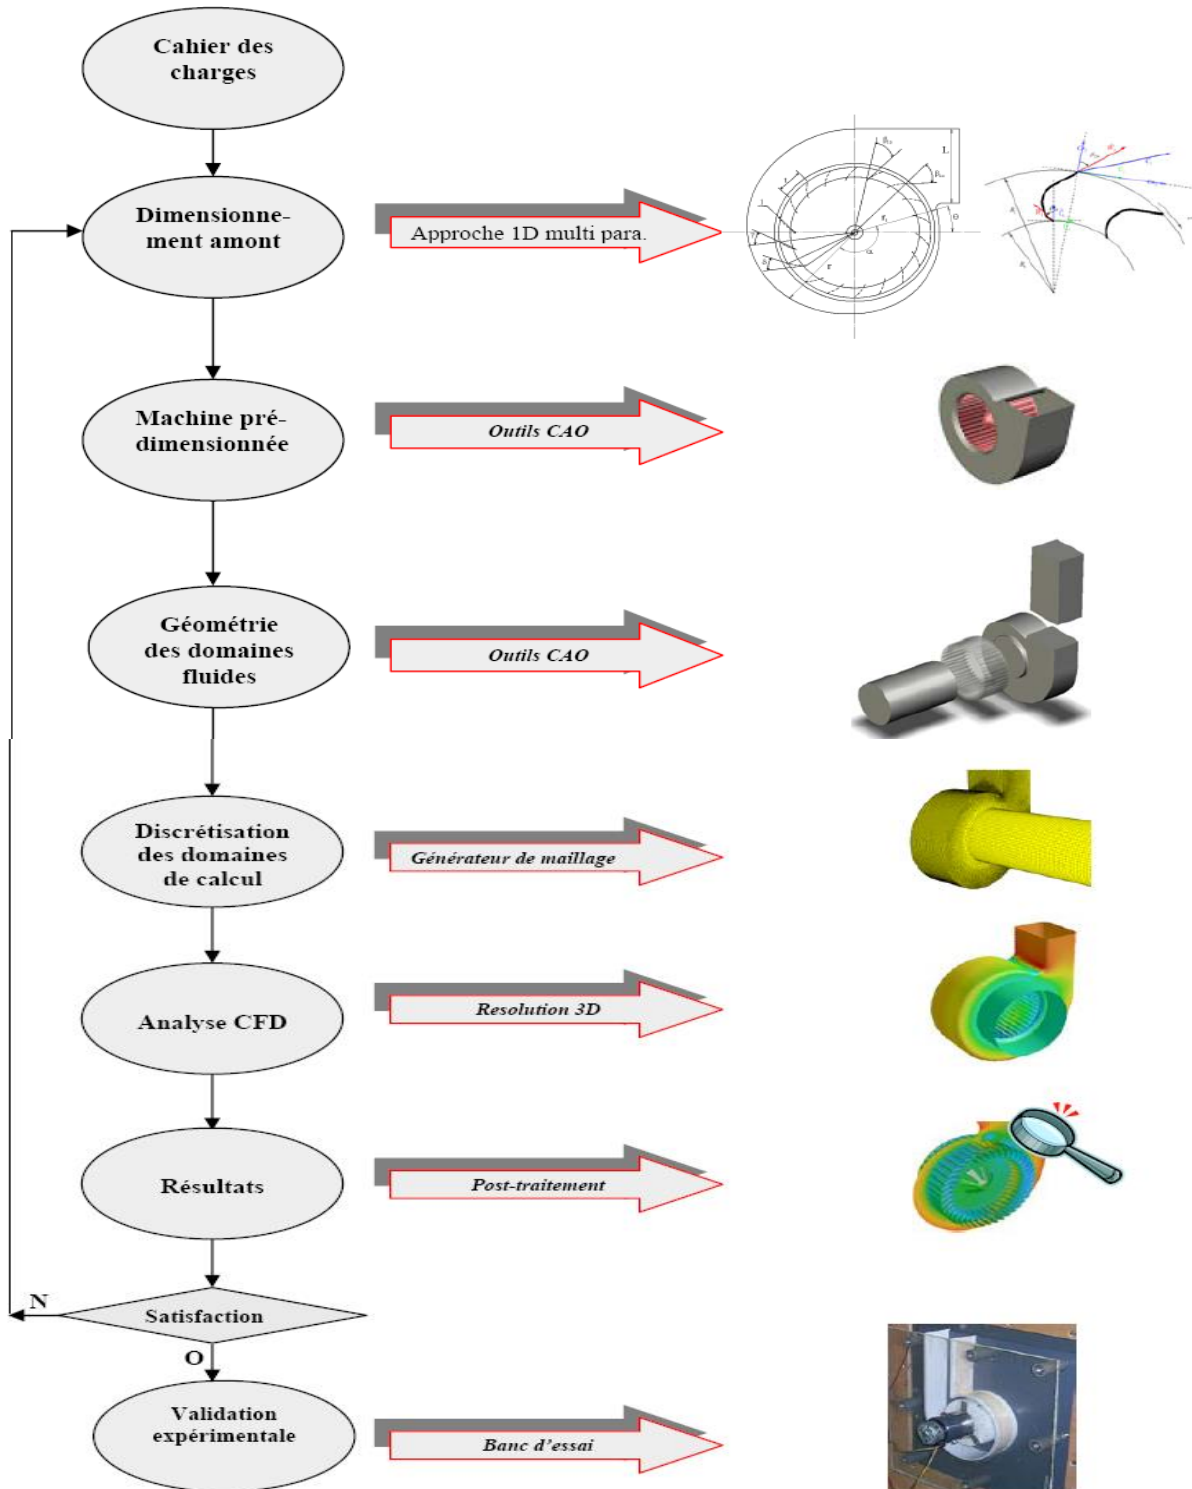 Cahier des
charges
Dimensionne-
ment amont
Approche 1D multi para.
L
θ
α
r
Machine pré-
dimensionnée
Outils CAO
Géométrie
des domaines
fluides
Outils CAO
Discrétisation
des domaines
de calcul
Générateur de maillage
Analyse CFD
Resolution 3D
Résultats
Post-traitement
N
Satisfaction
O
Validation
expérimentale
Banc d'essai